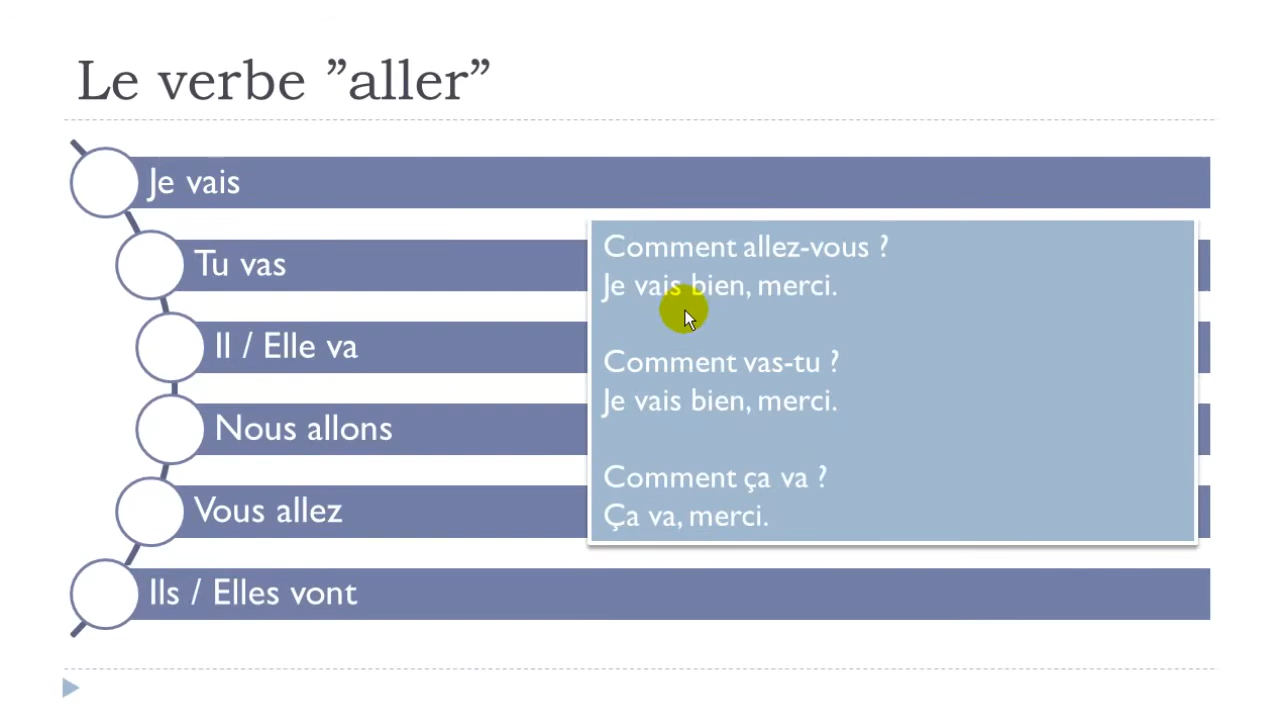 Le verbe ”aller”
Je vais
Tu vas
Il / Elle va
Nous allons
Vous allez
Ils / Elles vont
Comment allez-vous ?
Je vais bien, merci.
Comment vas-tu ?
Je vais bien, merci.
Comment ça va ?
Ça va, merci.